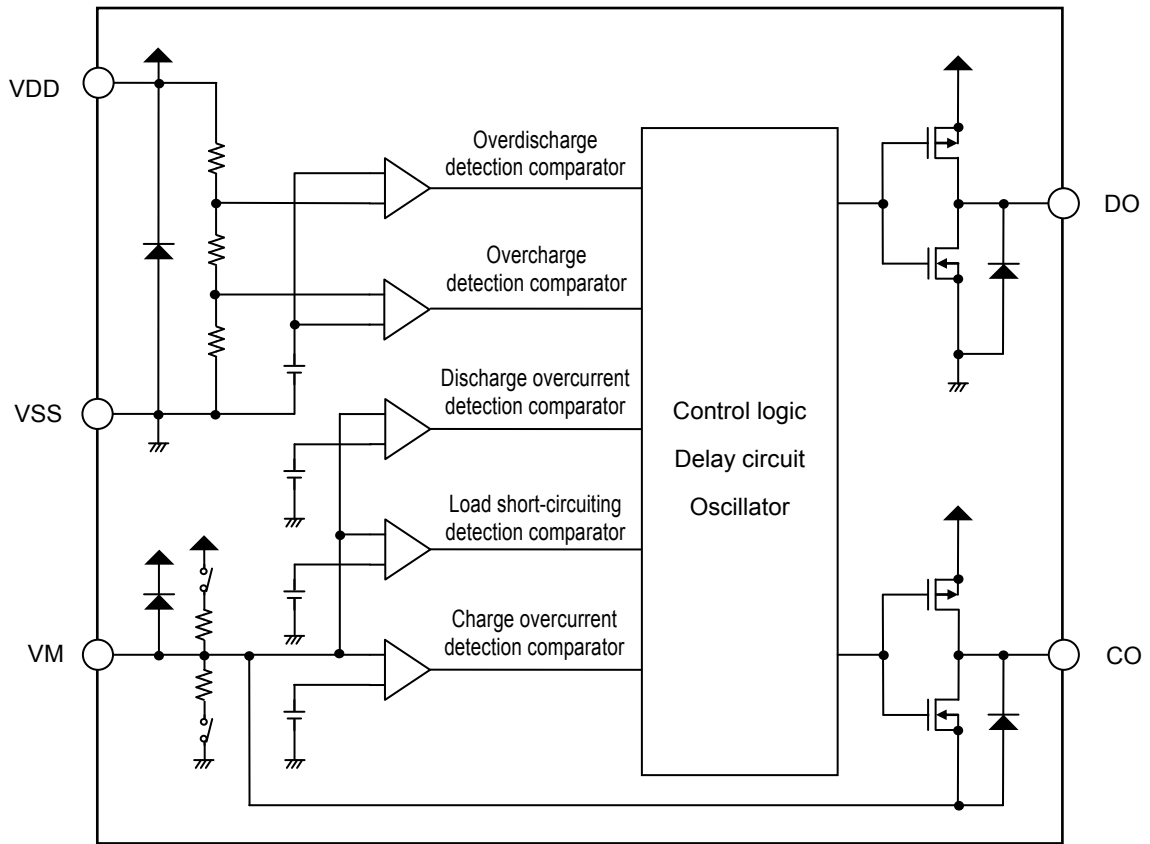 VDD
VSS
VM
Overdischarge
detection comparator
Overcharge
detection comparator
Discharge overcurrent
detection comparator
Load short-circuiting
detection comparator
Charge overcurrent
detection comparator
Control logic
Delay circuit
Oscillator
DO
CO